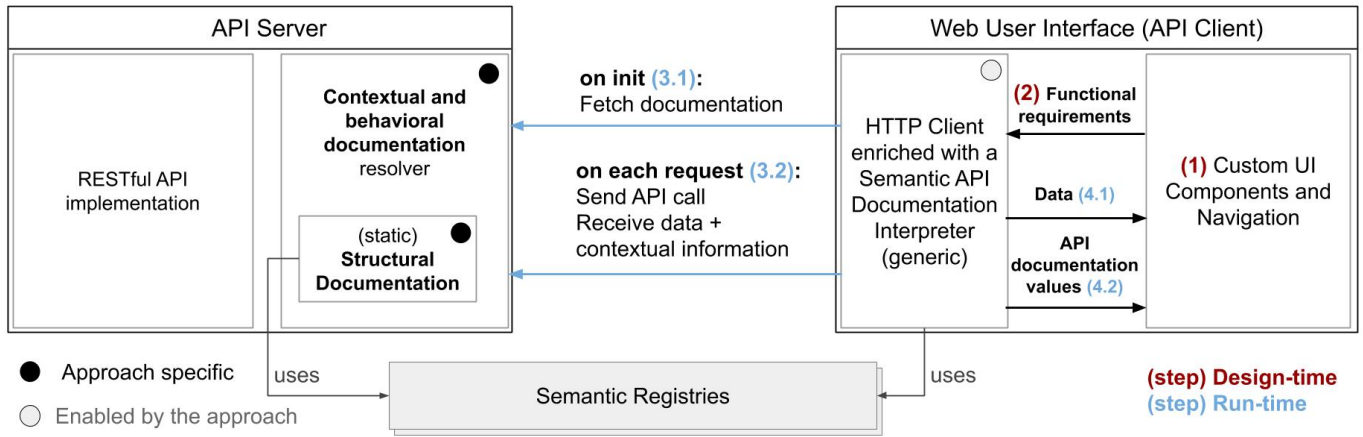 API Server
RESTful API
implementation
Contextual and
behavioral
documentation
resolver
(static)
Structural
Documentation
on init (3.1):
Fetch documentation
on each request (3.2):
Send API call
Receive data +
contextual information
Web User Interface (API Client)
HTTP Client
enriched with a
Semantic API
Documentation
Interpreter
(generic)
(2) Functional
requirements
Data (4.1)
API
documentation
values (4.2)
(1) Custom UI
Components and
Navigation
Approach specific
Enabled by the approach
uses
Semantic Registries
uses
(step) Design-time
(step) Run-time